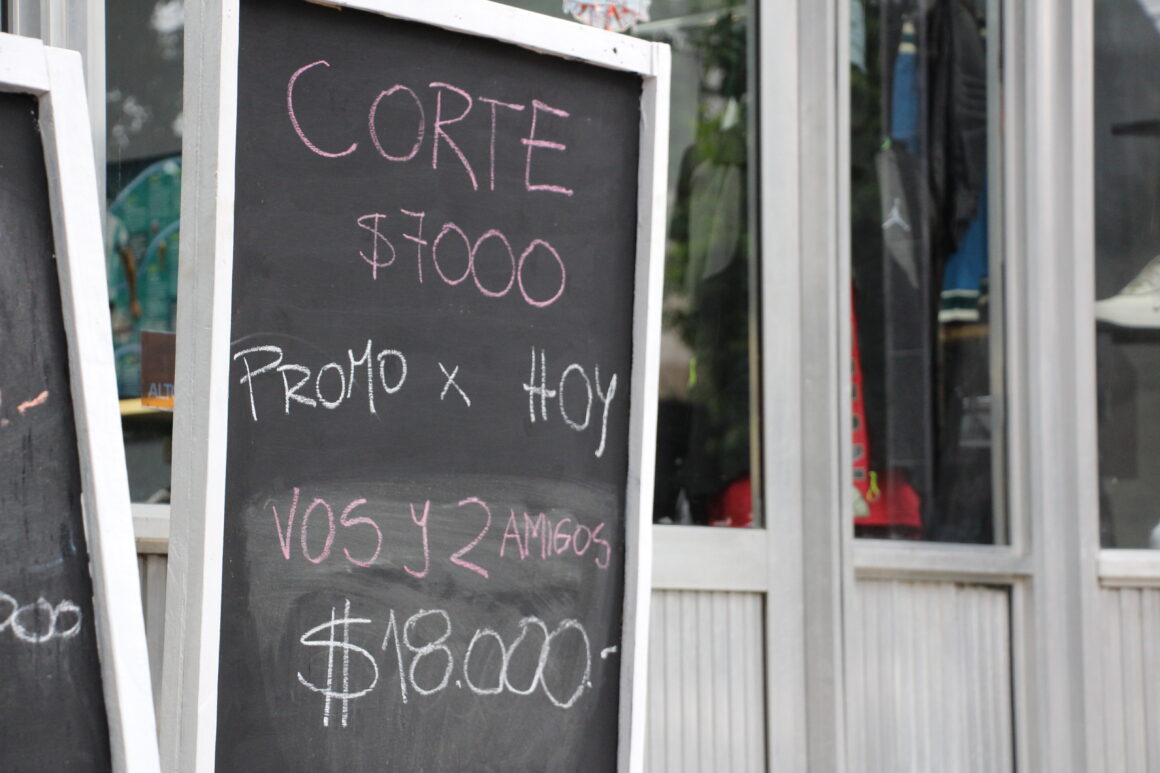 CORTE
$7000
PROMO x HOY
VOS y 2 AMIGOS
$18.000.-